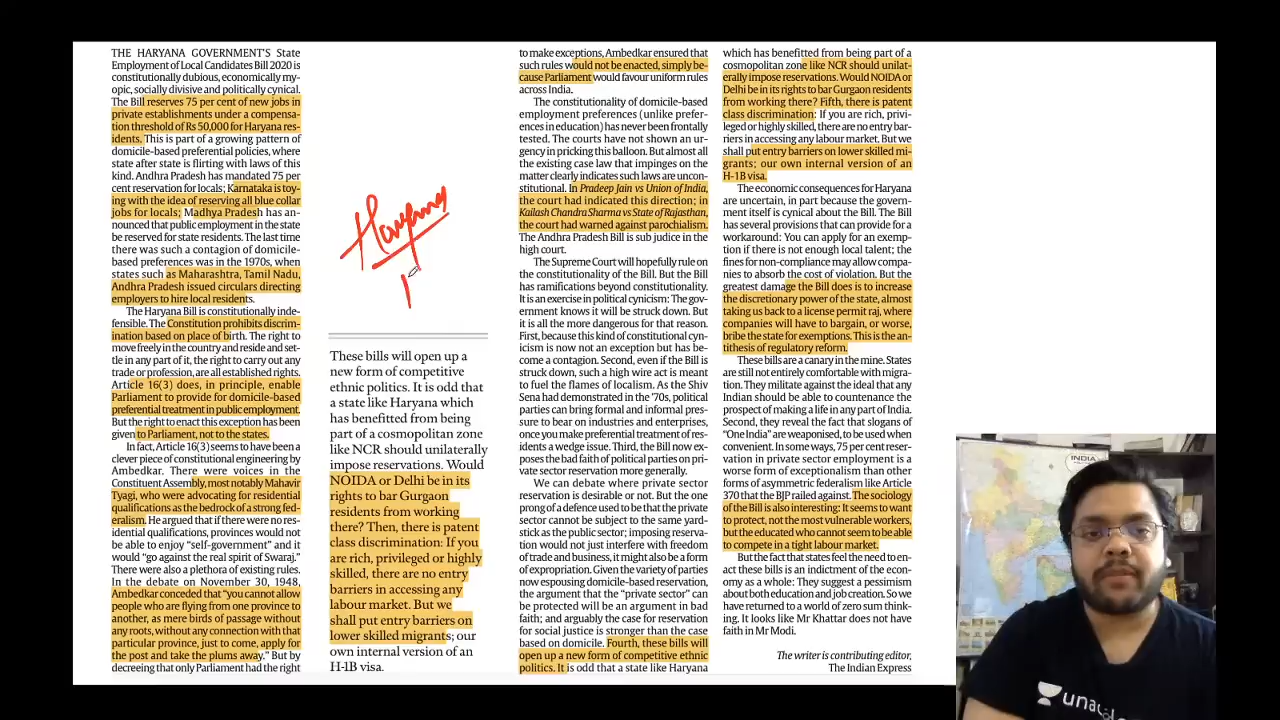 THE HARYANA GOVERNMENT'S State
Employment of Local Candidates Bill 2020 is
constitutionally dubious, economically my-
opic, socially divisive and politically cynical.
The Bill reserves 75 per cent of new jobs in
private establishments under a compensa-
tion threshold of Rs 50,000 for Haryana res-
idents. This is part of a growing pattern of
domicile-based preferential policies, where
state after state is flirting with laws of this
kind. Andhra Pradesh has mandated 75 per
cent reservation for locals; Karnataka is toy-
ing with the idea of reserving all blue collar
jobs for locals; Madhya Pradesh has an-
nounced that public employment in the state
be reserved for state residents. The last time
there was such a contagion of domicile-
based preferences was in the 1970s, when
states such as Maharashtra, Tamil Nadu,
Andhra Pradesh issued circulars directing
employers to hire local residents.
The Haryana Bill is constitutionally inde-
fensible. The Constitution prohibits discrim-
ination based on place of birth. The right to
move freely in the country and reside and set-
tle in any part of it, the right to carry out any
trade or profession, are all established rights.
Article 16(3) does, in principle, enable
Parliament to provide for domicile-based
preferential treatment in public employment.
But the right to enact this exception has been
given to Parliament, not to the states.
In fact, Article 16(3) seems to have been a
clever piece of constitutional engineering by
Ambedkar. There were voices in the
Constituent Assembly, most notably Mahavir
Tyagi, who were advocating for residential
qualifications as the bedrock of a strong fed-
eralism. He argued that if there were no res-
idential qualifications, provinces would not
be able to enjoy "self-government" and it
would "go against the real spirit of Swaraj."
There were also a plethora of existing rules.
In the debate on November 30, 1948,
Ambedkar conceded that "you cannot allow
people who are flying from one province to
another, as mere birds of passage without
any roots, without any connection with that
particular province, just to come, apply for
the post and take the plums away." But by
decreeing that only Parliament had the right
Haryana
These bills will open up a
new form of competitive
ethnic politics. It is odd that
a state like Haryana which
has benefitted from being
part of a cosmopolitan zone
like NCR should unilaterally
impose reservations. Would
NOIDA or Delhi be in its
rights to bar Gurgaon
residents from working
there? Then, there is patent
class discrimination: If you
are rich, privileged or highly
skilled, there are no entry
barriers in accessing any
labour market. But we
shall put entry barriers on
lower skilled migrants; our
own internal version of an
H-1B visa.
to make exceptions, Ambedkar ensured that
such rules would not be enacted, simply be-
cause Parliament would favour uniform rules
across India.
The constitutionality of domicile-based
employment preferences (unlike prefer-
ences in education) has never been frontally
tested. The courts have not shown an ur-
gency in pricking this balloon. But almost all
the existing case law that impinges on the
matter clearly indicates such laws are uncon-
stitutional. In Pradeep Jain vs Union of India,
the court had indicated this direction; in
Kailash Chandra Sharma vs State of Rajasthan,
the court had warned against parochialism.
The Andhra Pradesh Bill is sub judice in the
high court.
The Supreme Court will hopefully rule on
the constitutionality of the Bill. But the Bill
has ramifications beyond constitutionality.
It is an exercise in political cynicism: The gov-
ernment knows it will be struck down. But
it is all the more dangerous for that reason.
First, because this kind of constitutional cyn-
icism is now not an exception but has be-
come a contagion. Second, even if the Bill is
struck down, such a high wire act is meant
to fuel the flames of localism. As the Shiv
Sena had demonstrated in the '70s, political
parties can bring formal and informal pres-
sure to bear on industries and enterprises,
once you make preferential treatment of res-
idents a wedge issue. Third, the Bill now ex-
poses the bad faith of political parties on pri-
vate sector reservation more generally.
We can debate where private sector
reservation is desirable or not. But the one
prong of a defence used to be that the private
sector cannot be subject to the same yard-
stick as the public sector; imposing reserva-
tion would not just interfere with freedom
of trade and business, it might also be a form
of expropriation. Given the variety of parties
now espousing domicile-based reservation,
the argument that the "private sector" can
be protected will be an argument in bad
faith; and arguably the case for reservation
for social justice is stronger than the case
based on domicile. Fourth, these bills will
open up a new form of competitive ethnic
politics. It is odd that a state like Haryana
which has benefitted from being part of a
cosmopolitan zone like NCR should unilat-
erally impose reservations. Would NOIDA or
Delhi be in its rights to bar Gurgaon residents
from working there? Fifth, there is patent
class discrimination: If you are rich, privi-
leged or highly skilled, there are no entry bar-
riers in accessing any labour market. But we
shall put entry barriers on lower skilled mi-
grants; our own internal version of an
H-1B visa.
The economic consequences for Haryana
are uncertain, in part because the govern-
ment itself is cynical about the Bill. The Bill
has several provisions that can provide for a
workaround: You can apply for an exemp-
tion if there is not enough local talent; the
fines for non-compliance may allow compa-
nies to absorb the cost of violation. But the
greatest damage the Bill does is to increase
the discretionary power of the state, almost
taking us back to a license permit raj, where
companies will have to bargain, or worse,
bribe the state for exemptions. This is the an-
tithesis of regulatory reform.
These bills are a canary in the mine. States
are still not entirely comfortable with migra-
tion. They militate against the ideal that any
Indian should be able to countenance the
prospect of making a life in any part of India.
Second, they reveal the fact that slogans of
"One India" are weaponised, to be used when
convenient. In some ways, 75 per cent reser-
vation in private sector employment is a
worse form of exceptionalism than other
forms of asymmetric federalism like Article
370 that the BJP railed against. The sociology
of the Bill is also interesting: It seems to want
to protect, not the most vulnerable workers,
but the educated who cannot seem to be able
to compete in a tight labour market.
But the fact that states feel the need to en-
act these bills is an indictment of the econ-
omy as a whole: They suggest a pessimism
about both education and job creation. So we
have returned to a world of zero sum think-
ing. It looks like Mr Khattar does not have
faith in Mr Modi.
The writer is contributing editor,
The Indian Express
INDIA